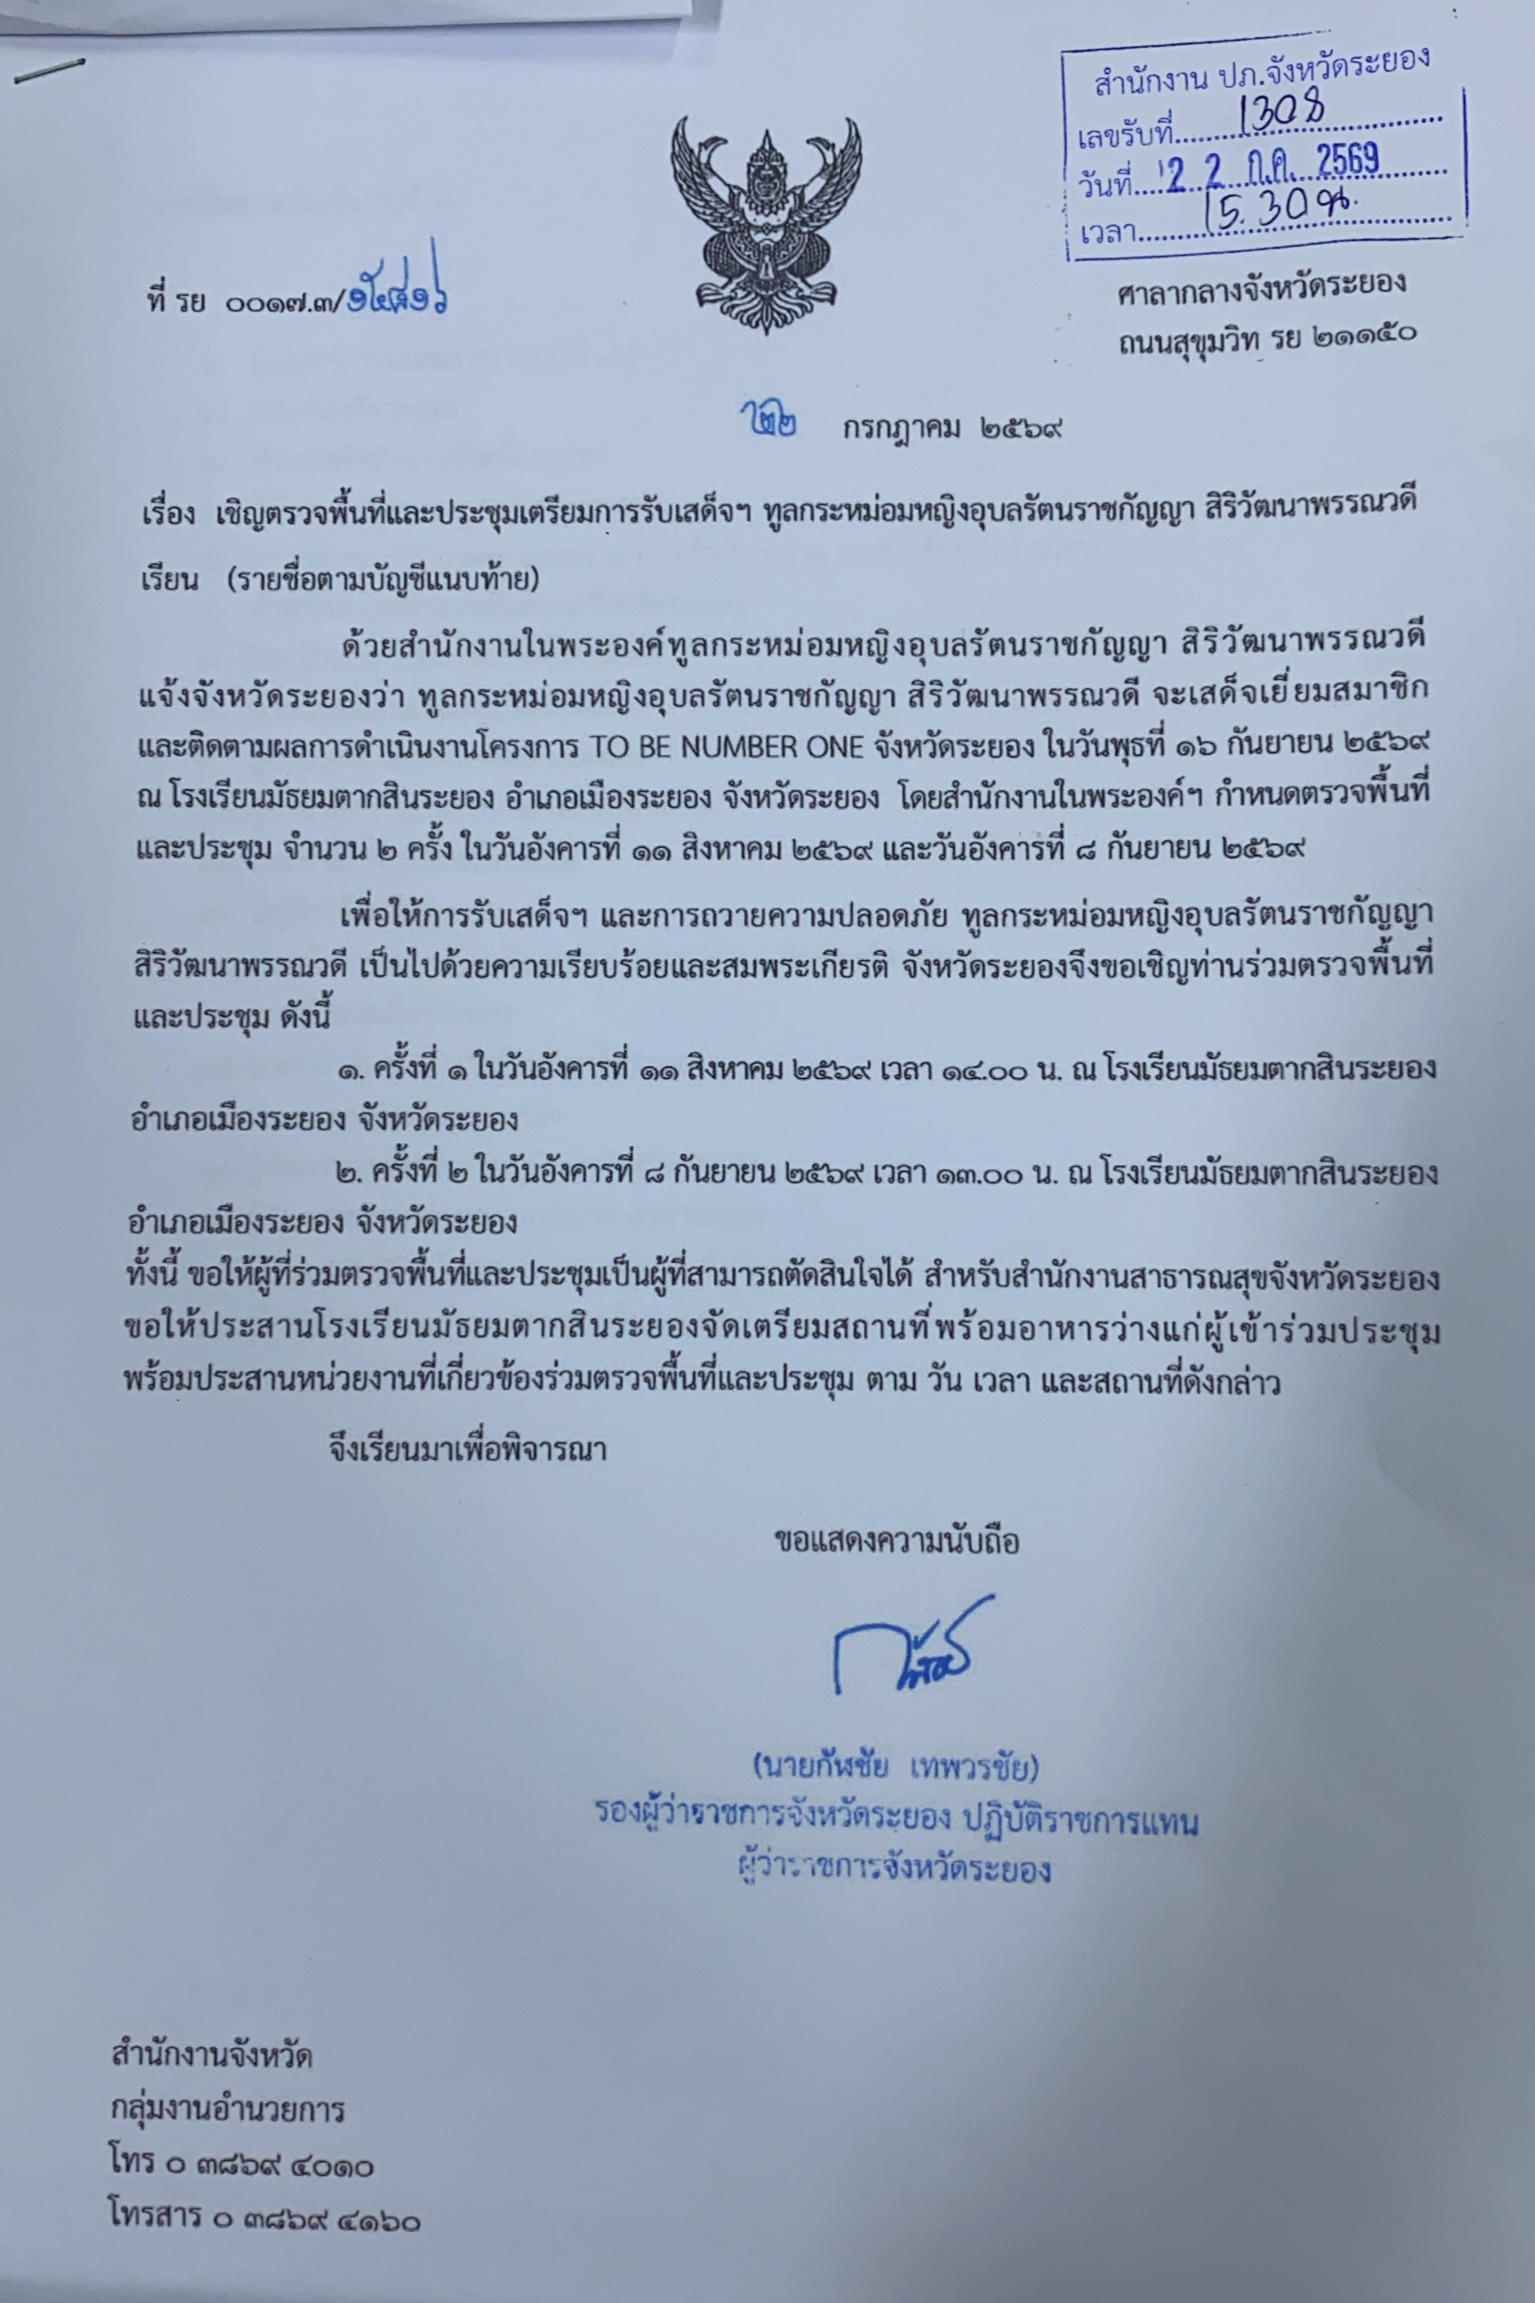 สำนักงาน ปภ.จังหวัดระยอง
เลขรับที่ 1308
วันที่ 22 ก.ค. 2569
เวลา 15.30 น.
ที่ รย ๐๐๑๗.๓/
ศาลากลางจังหวัดระยอง
ถนนสุขุมวิท รย ๒๑๑๕๐
๒๒ กรกฎาคม ๒๕๖๙
เรื่อง เชิญตรวจพื้นที่และประชุมเตรียมการรับเสด็จฯ ทูลกระหม่อมหญิงอุบลรัตนราชกัญญา สิริวัฒนาพรรณวดี
เรียน (รายชื่อตามบัญชีแนบท้าย)
ด้วยสำนักงานในพระองค์ทูลกระหม่อมหญิงอุบลรัตนราชกัญญา สิริวัฒนาพรรณวดี
แจ้งจังหวัดระยองว่า ทูลกระหม่อมหญิงอุบลรัตนราชกัญญา สิริวัฒนาพรรณวดี จะเสด็จเยี่ยมสมาชิก
และติดตามผลการดำเนินงานโครงการ TO BE NUMBER ONE จังหวัดระยอง ในวันพุธที่ ๑๖ กันยายน ๒๕๖๙
ณ โรงเรียนมัธยมตากสินระยอง อำเภอเมืองระยอง จังหวัดระยอง โดยสำนักงานในพระองค์ฯ กำหนดตรวจพื้นที่
และประชุม จำนวน ๒ ครั้ง ในวันอังคารที่ ๑๑ สิงหาคม ๒๕๖๙ และวันอังคารที่ ๘ กันยายน ๒๕๖๙
เพื่อให้การรับเสด็จฯ และการถวายความปลอดภัย ทูลกระหม่อมหญิงอุบลรัตนราชกัญญา
สิริวัฒนาพรรณวดี เป็นไปด้วยความเรียบร้อยและสมพระเกียรติ จังหวัดระยองจึงขอเชิญท่านร่วมตรวจพื้นที่
และประชุม ดังนี้
๑. ครั้งที่ ๑ ในวันอังคารที่ ๑๑ สิงหาคม ๒๕๖๙ เวลา ๑๔.๐๐ น. ณ โรงเรียนมัธยมตากสินระยอง
อำเภอเมืองระยอง จังหวัดระยอง
๒. ครั้งที่ ๒ ในวันอังคารที่ ๘ กันยายน ๒๕๖๙ เวลา ๑๓.๐๐ น. ณ โรงเรียนมัธยมตากสินระยอง
อำเภอเมืองระยอง จังหวัดระยอง
ทั้งนี้ ขอให้ผู้ที่ร่วมตรวจพื้นที่และประชุมเป็นผู้ที่สามารถตัดสินใจได้ สำหรับสำนักงานสาธารณสุขจังหวัดระยอง
ขอให้ประสานโรงเรียนมัธยมตากสินระยองจัดเตรียมสถานที่พร้อมอาหารว่างแก่ผู้เข้าร่วมประชุม
พร้อมประสานหน่วยงานที่เกี่ยวข้องร่วมตรวจพื้นที่และประชุม ตาม วัน เวลา และสถานที่ดังกล่าว
จึงเรียนมาเพื่อพิจารณา
ขอแสดงความนับถือ
(นายกัฬชัย เทพวรชัย)
รองผู้ว่าราชการจังหวัดระยอง ปฏิบัติราชการแทน
ผู้ว่าราชการจังหวัดระยอง
สำนักงานจังหวัด
กลุ่มงานอำนวยการ
โทร ๐ ๓๘๖๙ ๔๐๑๐
โทรสาร ๐ ๓๘๖๙ ๔๑๖๐